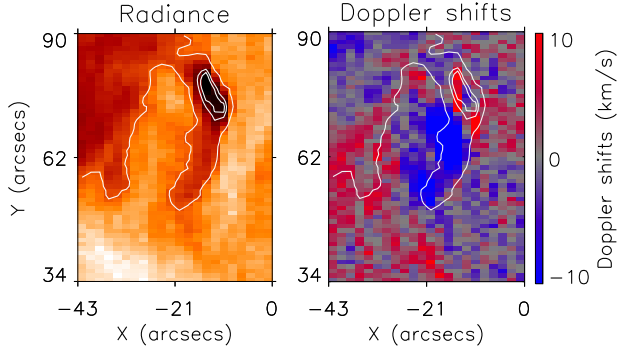 Radiance
Doppler shifts
90
62
34
Y (arcsecs)
-43
-21
0
X (arcsecs)
90
62
34
-43
-21
0
X (arcsecs)
10
0
-10
Doppler shifts (km/s)